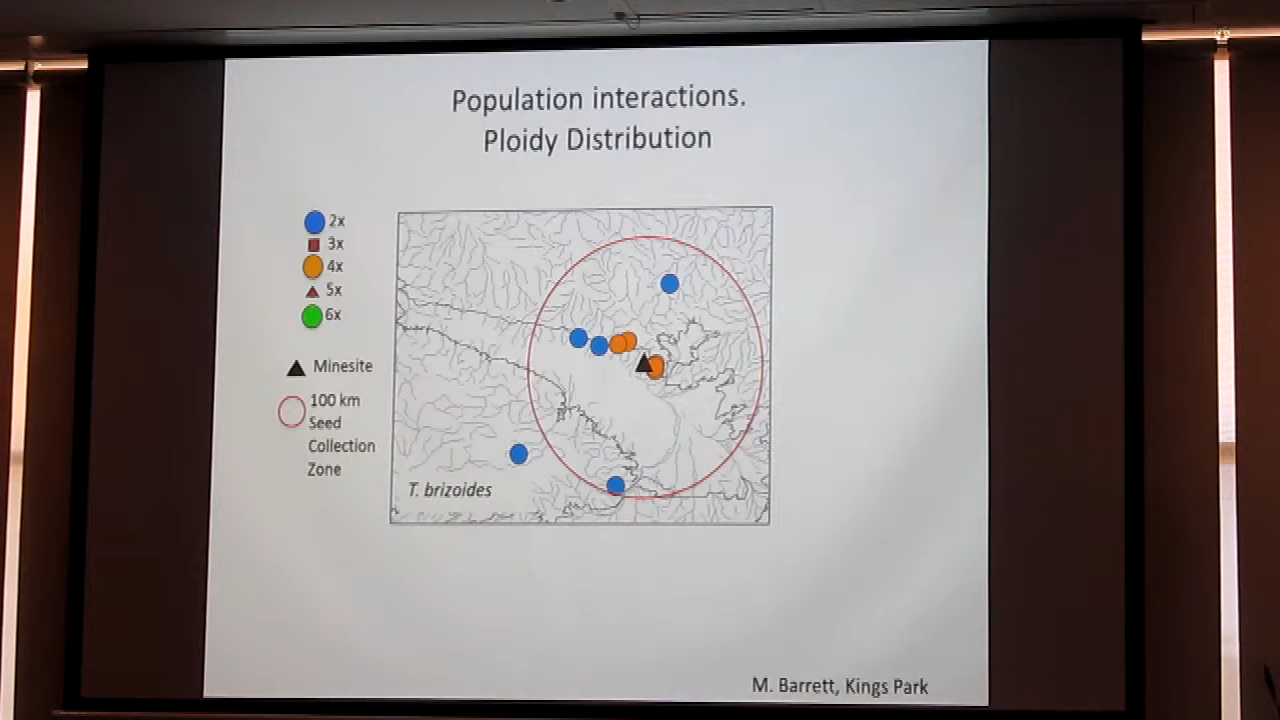 Population interactions.
Ploidy Distribution
2x
3x
4x
5x
6x
Minesite
100 km
Seed
Collection
Zone
T. brizoides
M. Barrett, Kings Park